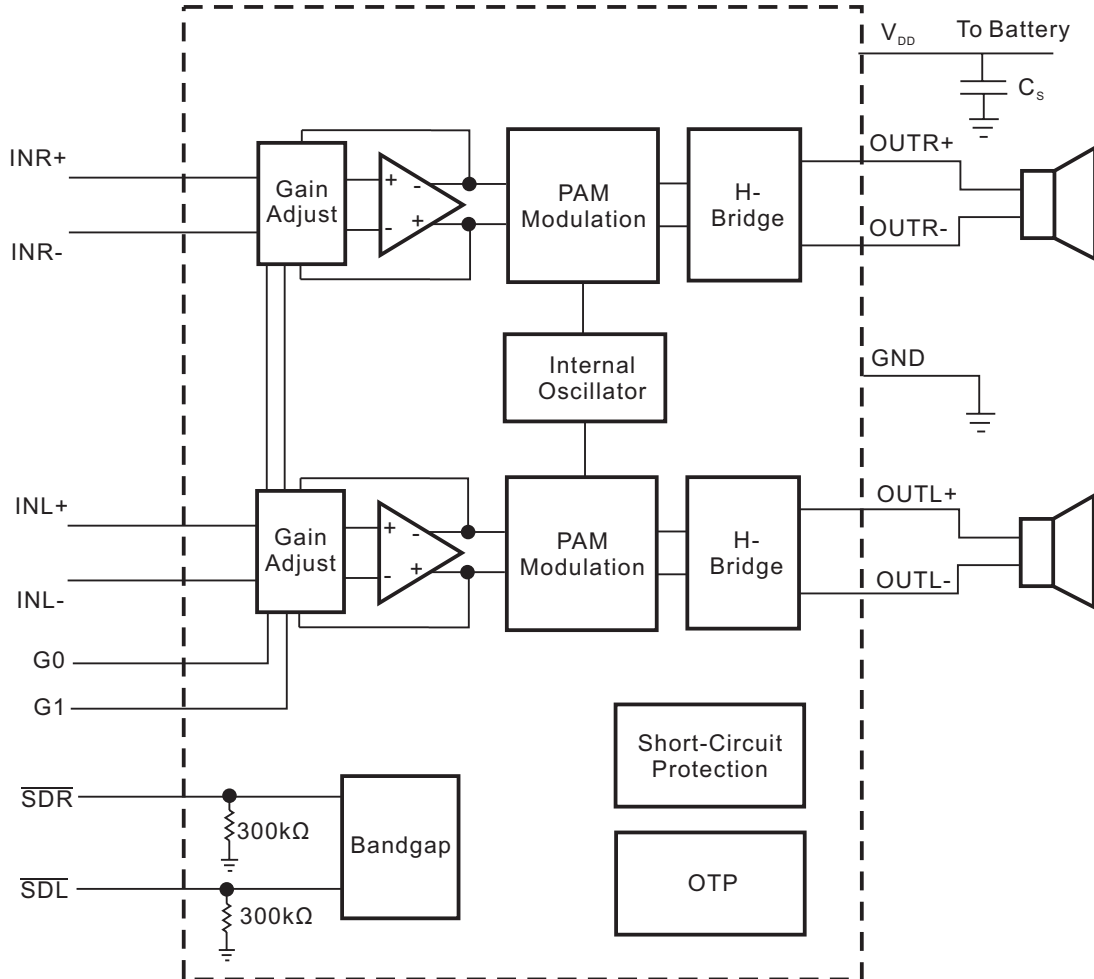 V_DD
To Battery
C_S
INR+
INR-
Gain
Adjust
+
-
-
+
PAM
Modulation
H-
Bridge
OUTR+
OUTR-
Internal
Oscillator
GND
INL+
INL-
Gain
Adjust
+
-
-
+
PAM
Modulation
H-
Bridge
OUTL+
OUTL-
G0
G1
Short-Circuit
Protection
SDR
300kΩ
Bandgap
SDL
300kΩ
OTP